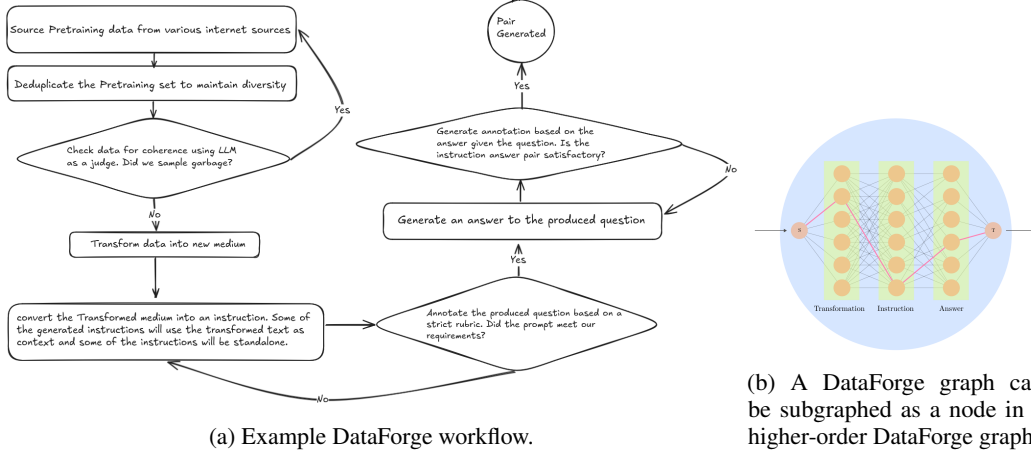 Source Pretraining data from various internet sources
Deduplicate the Pretraining set to maintain diversity
Yes
Check data for coherence using LLM
as a judge. Did we sample garbage?
No
Transform data into new medium
convert the Transformed medium into an instruction. Some of
the generated instructions will use the transformed text as
context and some of the instructions will be standalone.
Annotate the produced question based on a
strict rubric. Did the prompt meet our
requirements?
No
Yes
Generate an answer to the produced question
Generate annotation based on the
answer given the question. Is the
instruction answer pair satisfactory?
No
Yes
Pair
Generated
(a) Example DataForge workflow.
S
T
Transformation Instruction Answer
(b) A DataForge graph ca
be subgraphed as a node in
higher-order DataForge graph